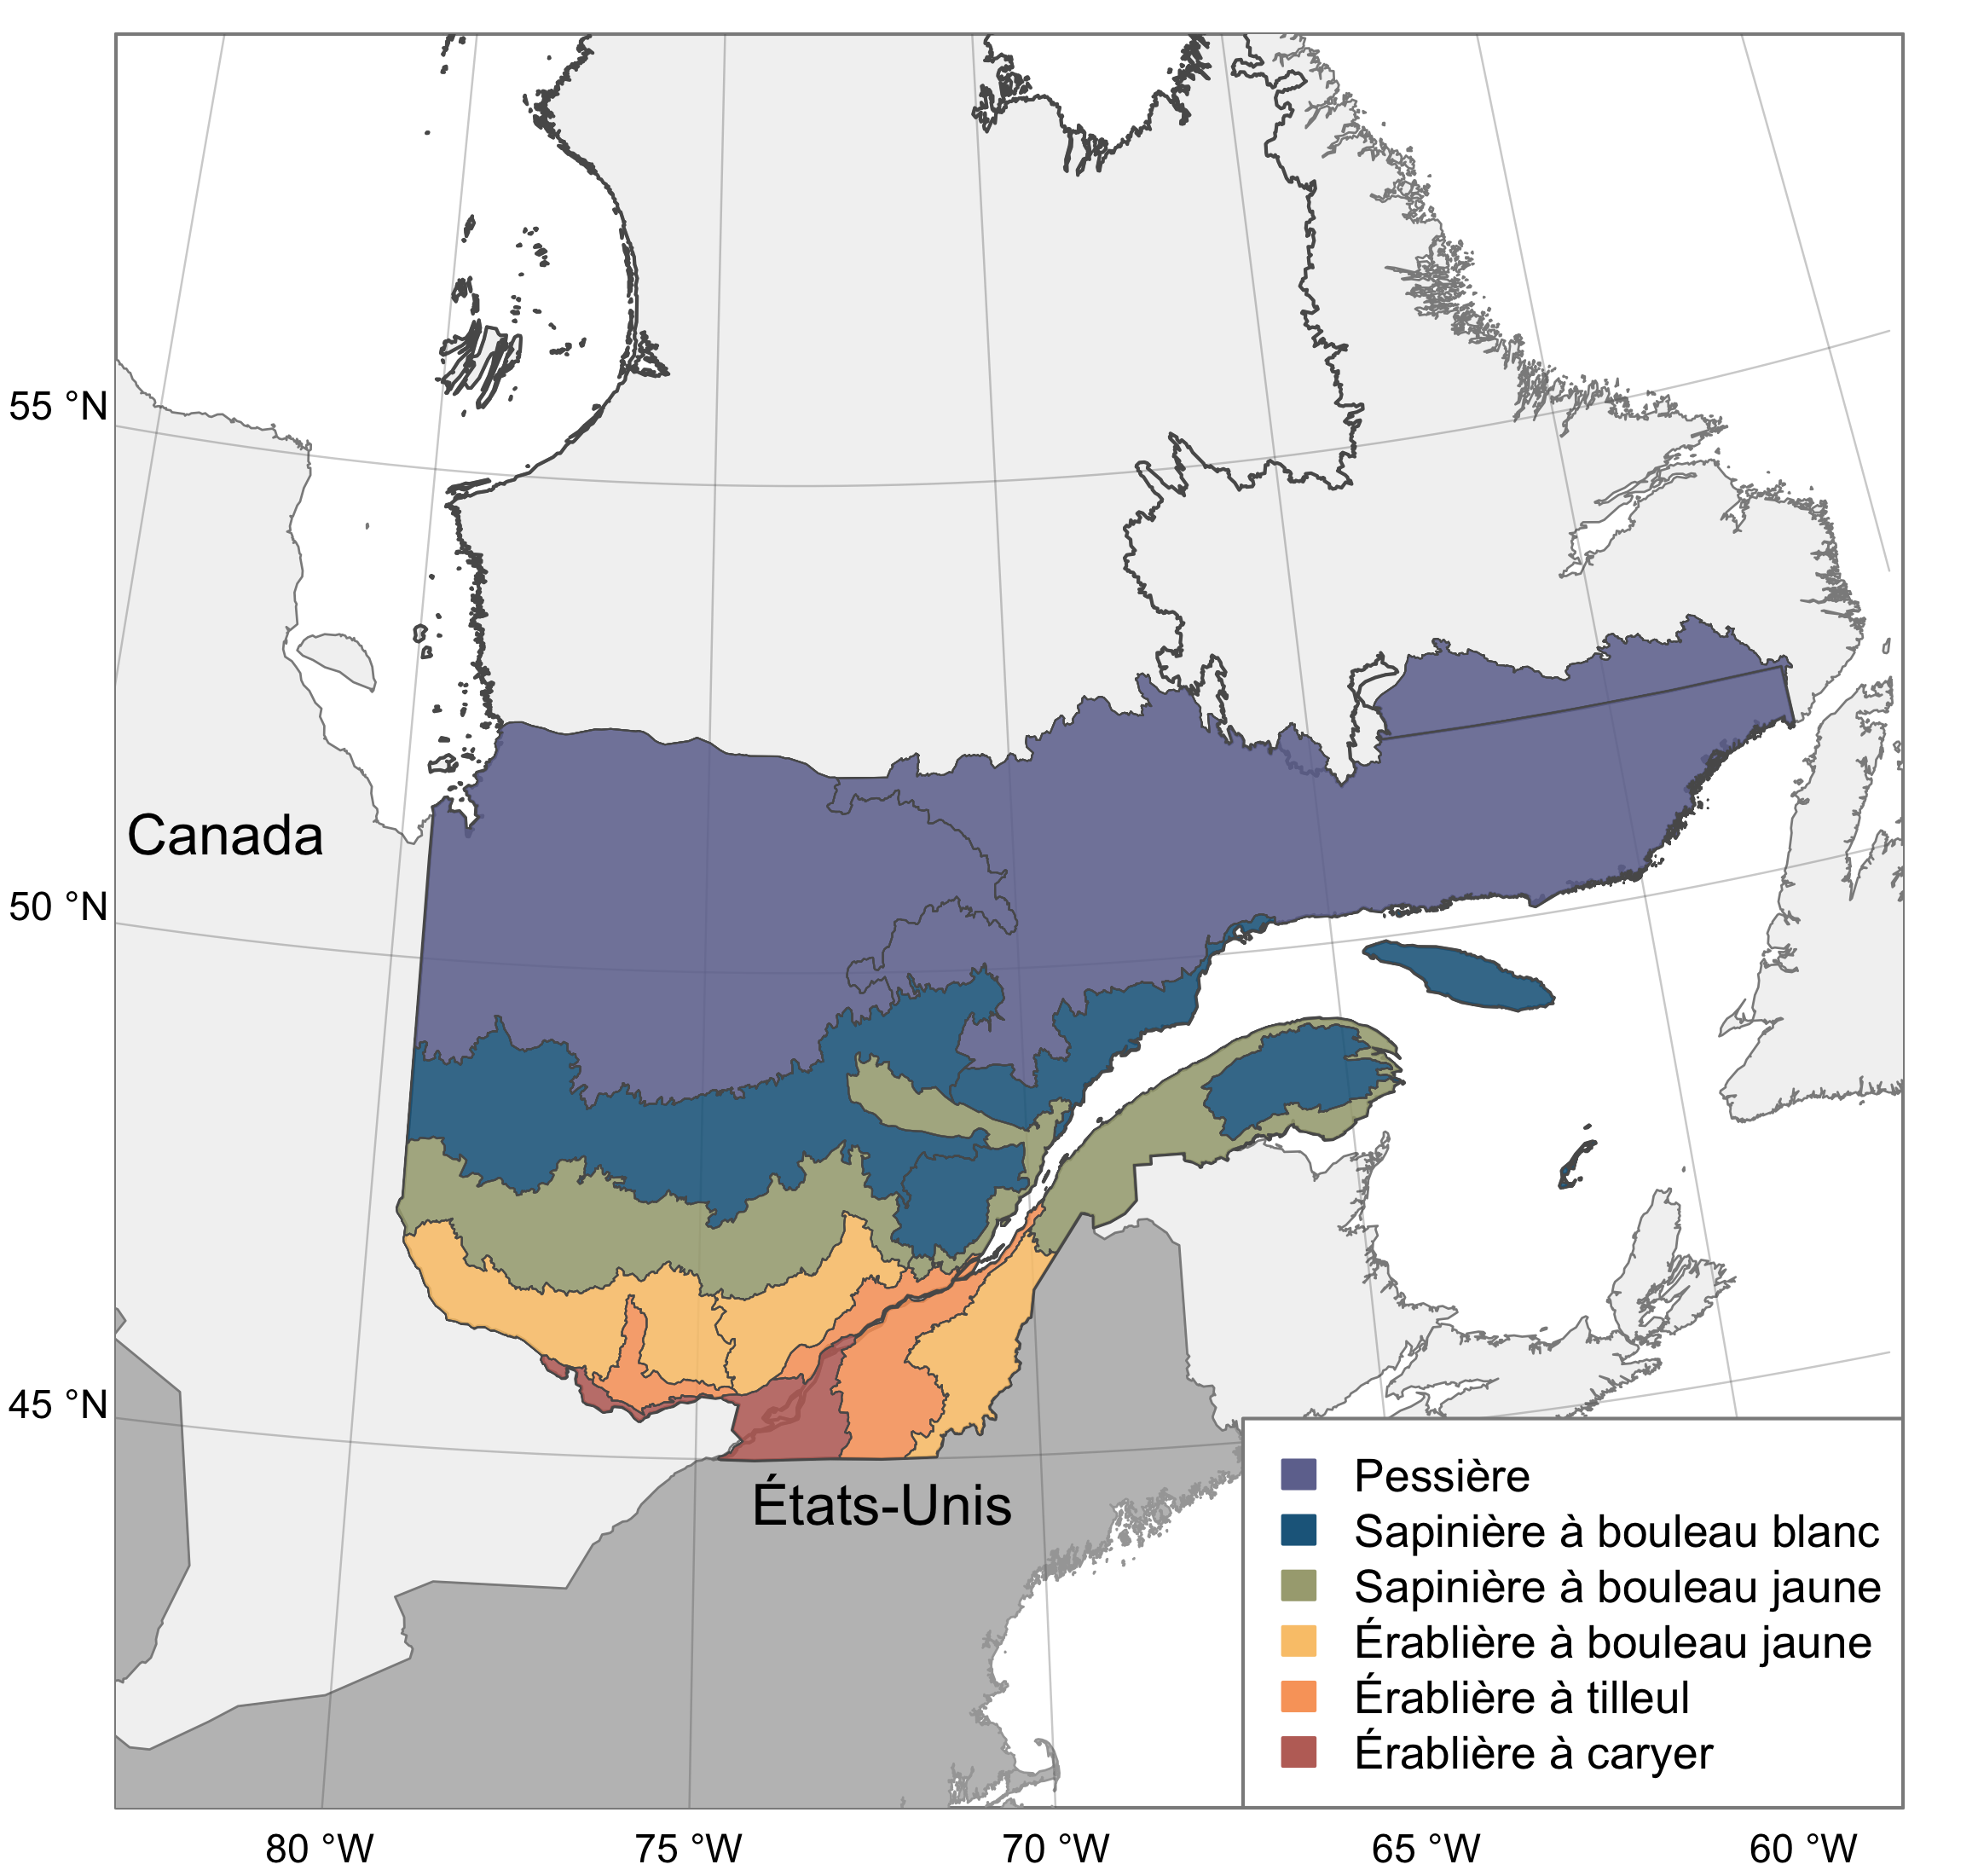 55 °N
Canada
50 °N
45 °N
États-Unis
Pessière
Sapinière à bouleau blanc
Sapinière à bouleau jaune
Érablière à bouleau jaune
Érablière à tilleul
Érablière à caryer
80 °W
75 °W
70 °W
65 °W
60 °W